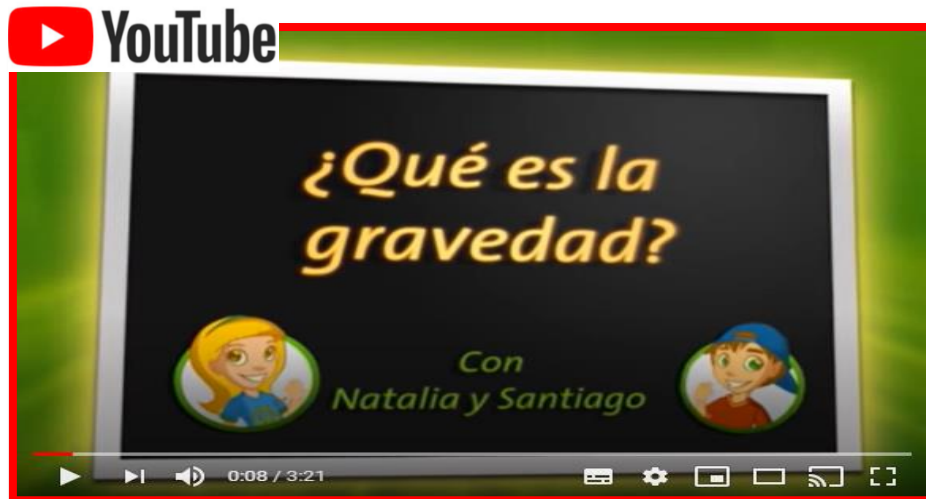 YouTube
¿Qué es la
gravedad?
Con
Natalia y Santiago
0:08 / 3:21